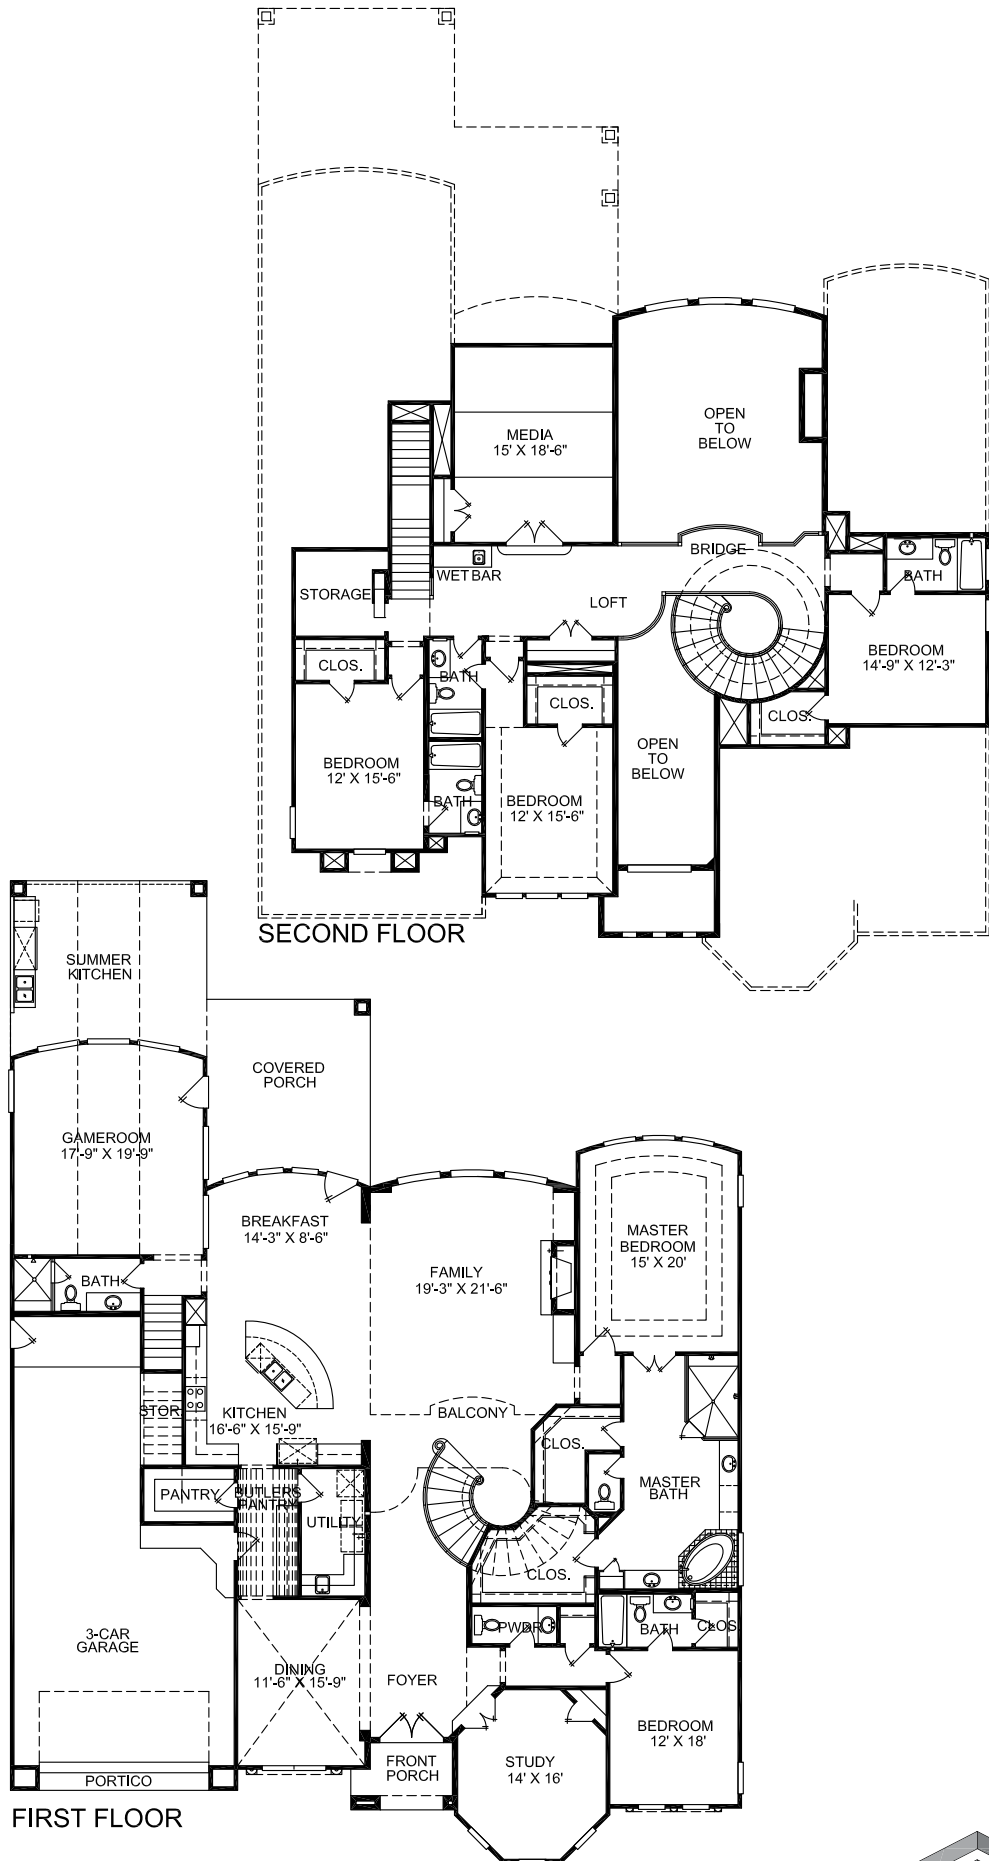 OPEN
TO
BELOW
MEDIA
15' X 18'-6"
BRIDGE
WET BAR
BATH
STORAGE
LOFT
BEDROOM
14'-9" X 12'-3"
CLOS.
BATH
CLOS.
CLOS.
OPEN
TO
BELOW
BEDROOM
12' X 15'-6"
BATH
BEDROOM
12' X 15'-6"
SECOND FLOOR
SUMMER
KITCHEN
COVERED
PORCH
GAMEROOM
17'-9" X 19'-9"
BREAKFAST
14'-3" X 8'-6"
MASTER
BEDROOM
15' X 20'
FAMILY
19'-3" X 21'-6"
BATH
STOR.
KITCHEN
16'-6" X 15'-9"
BALCONY
CLOS.
MASTER
BATH
PANTRY
BUTLERS
PANTRY
UTILITY
CLOS.
PWDR
BATH
CLOS.
3-CAR
GARAGE
DINING
11'-6" X 15'-9"
FOYER
BEDROOM
12' X 18'
FRONT
PORCH
STUDY
14' X 16'
PORTICO
FIRST FLOOR